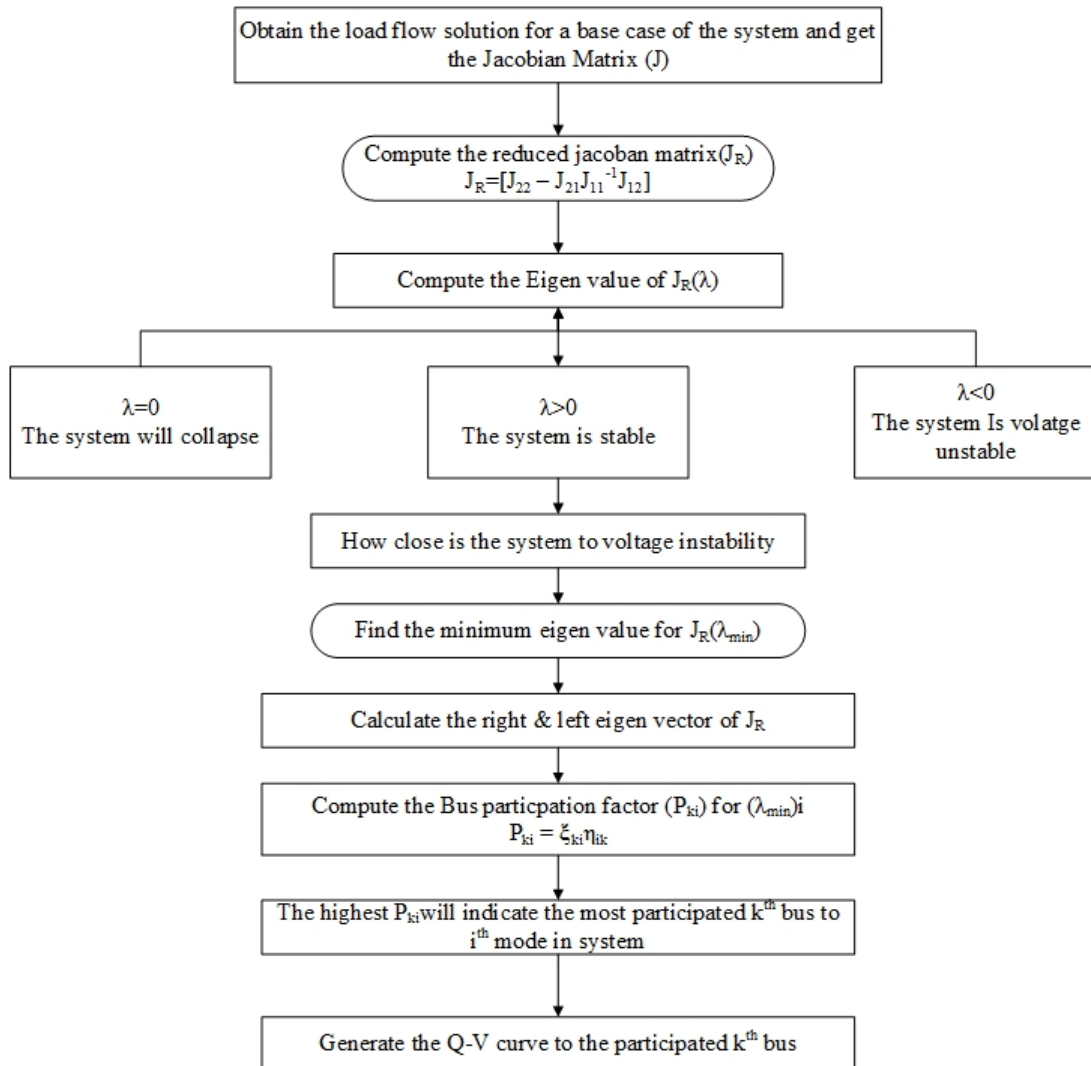 Obtain the load flow solution for a base case of the system and get
the Jacobian Matrix (J)
Compute the reduced jacoban matrix(J_R)
J_R=[J₂₂ – J₂₁J₁₁⁻¹J₁₂]
Compute the Eigen value of J_R(λ)
λ=0
The system will collapse
λ>0
The system is stable
λ<0
The system Is volatge
unstable
How close is the system to voltage instability
Find the minimum eigen value for J_R(λ_min)
Calculate the right & left eigen vector of J_R
Compute the Bus particpation factor (P_ki) for (λ_min)i
P_ki = ξ_kiη_ik
The highest P_ki will indicate the most participated k^th bus to
i^th mode in system
Generate the Q-V curve to the participated k^th bus